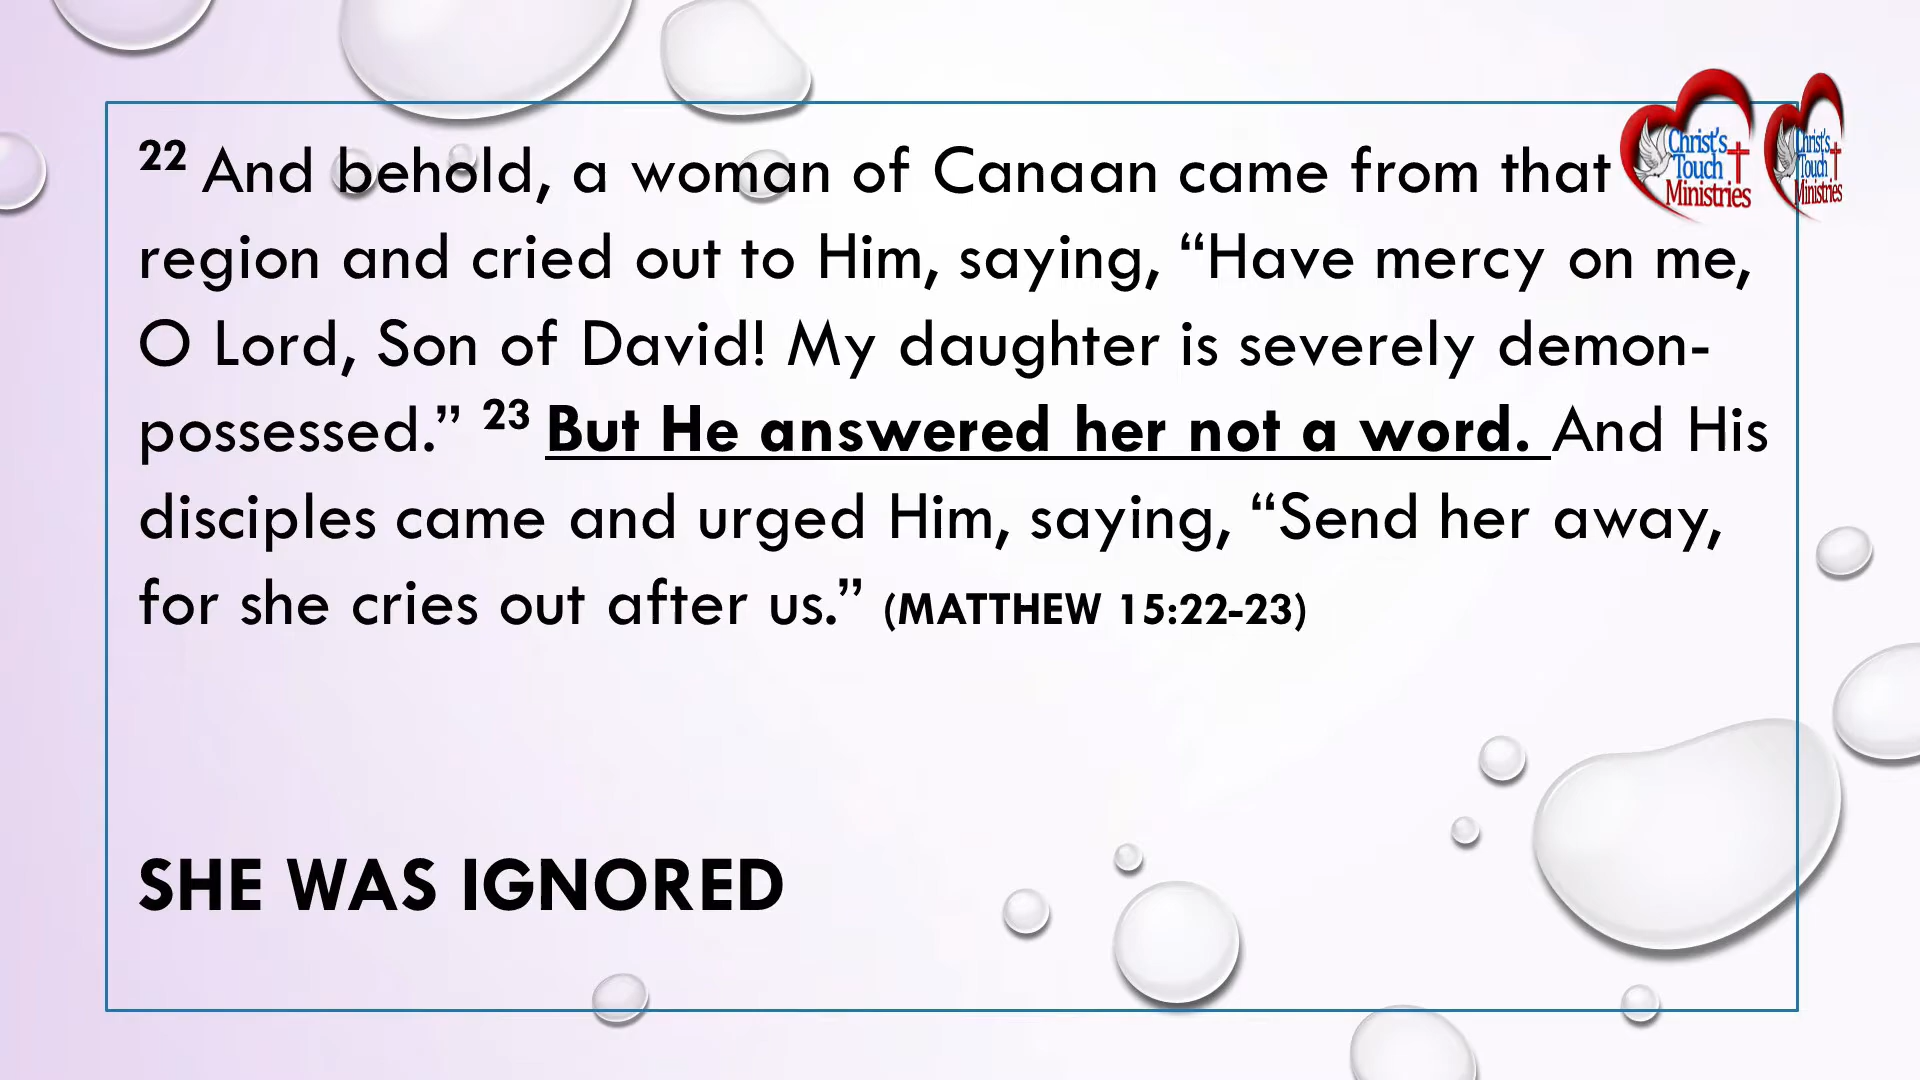 22 And behold, a woman of Canaan came from that
region and cried out to Him, saying, “Have mercy on me,
O Lord, Son of David! My daughter is severely demon-
possessed.” 23 But He answered her not a word. And His
disciples came and urged Him, saying, “Send her away,
for she cries out after us.” (MATTHEW 15:22-23)
SHE WAS IGNORED
Christ's
Touch
Ministries
Christ's
Touch
Ministries